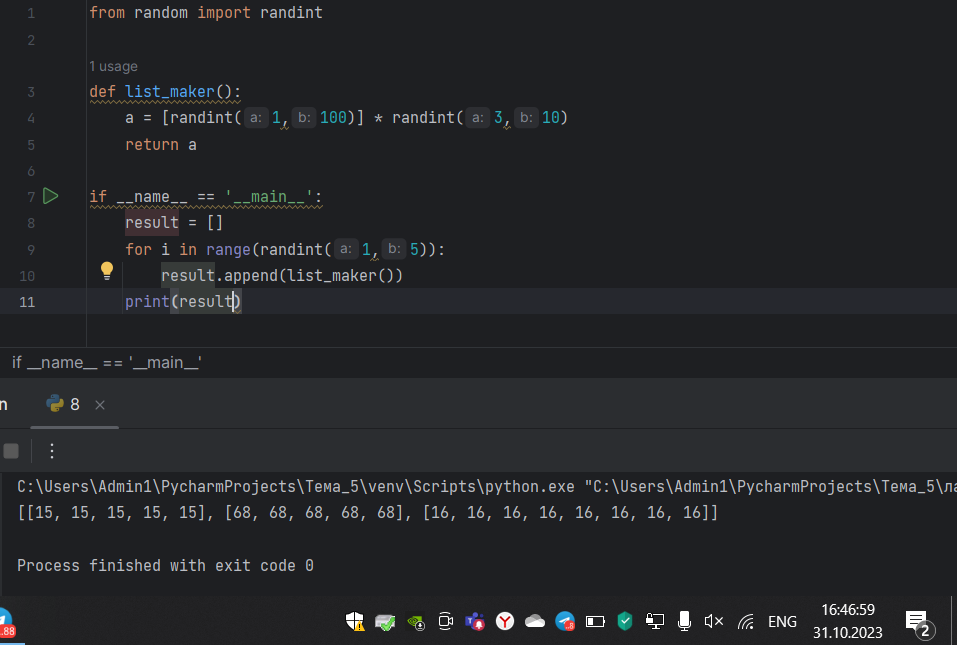 1 from random import randint
2
1 usage
3 def list_maker():
4 a = [randint( a: 1, b: 100)] * randint( a: 3, b: 10)
5 return a
6
7 if __name__ == '__main__':
8 result = []
9 for i in range(randint( a: 1, b: 5)):
10 result.append(list_maker())
11 print(result)
if __name__ == '__main__'
n 8 ×
C:\Users\Admin1\PycharmProjects\Тема_5\venv\Scripts\python.exe "C:\Users\Admin1\PycharmProjects\Тема_5\ла
[[15, 15, 15, 15, 15], [68, 68, 68, 68, 68], [16, 16, 16, 16, 16, 16, 16, 16]]
Process finished with exit code 0
.88 ENG 16:46:59
31.10.2023 2